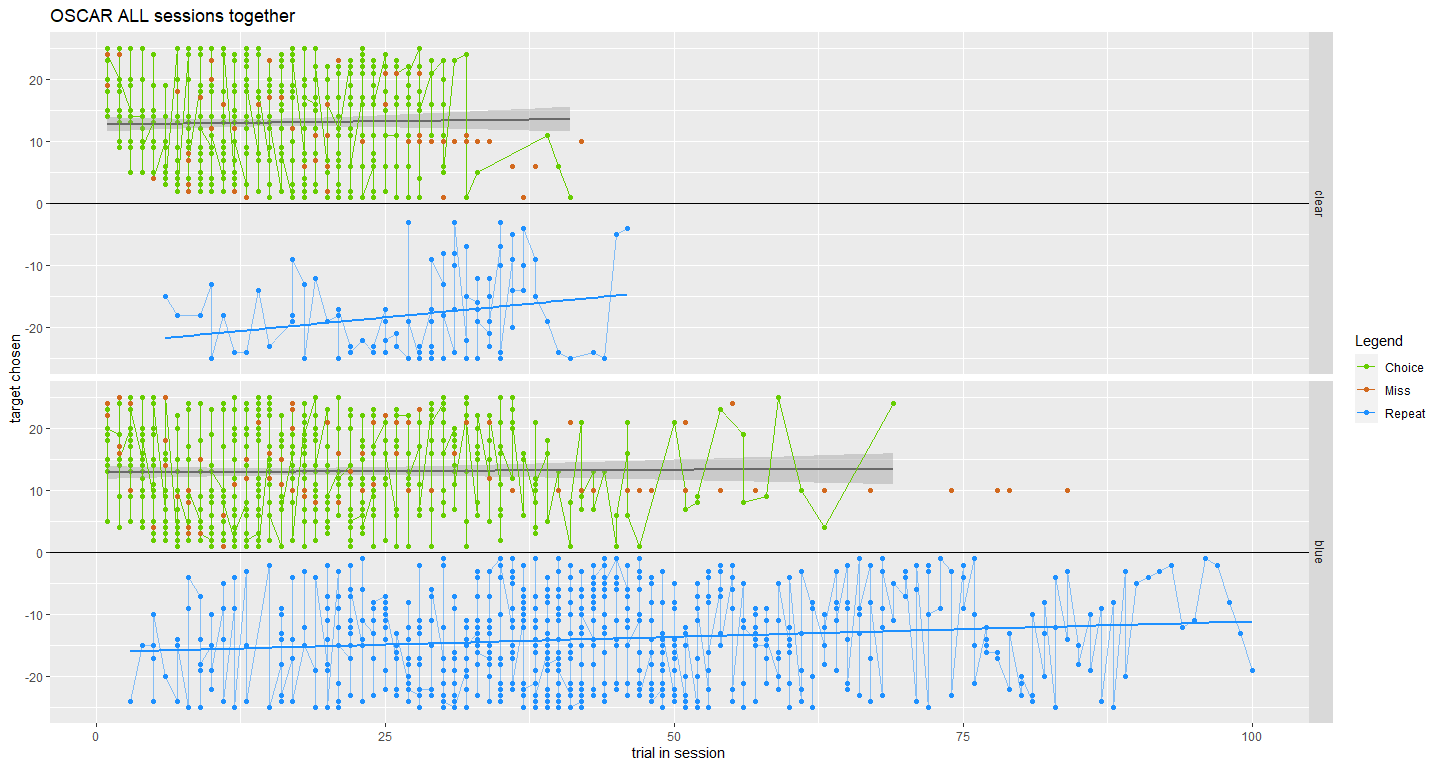 OSCAR ALL sessions together
target chosen
20
10
0
-10
-20
clear
20
10
0
-10
-20
blue
0
25
50
75
100
trial in session
Legend
Choice
Miss
Repeat